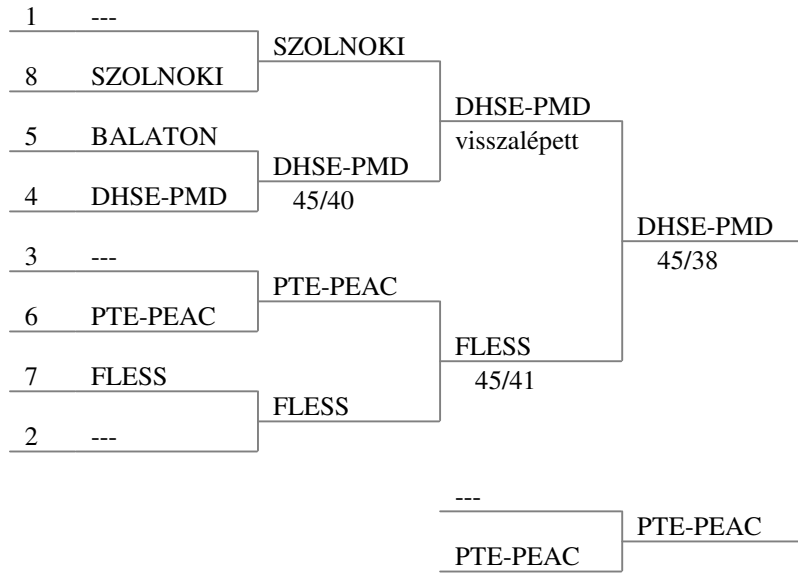 1 ---
SZOLNOKI
8 SZOLNOKI
DHSE-PMD
5 BALATON
visszalépett
DHSE-PMD
4 DHSE-PMD
45/40
DHSE-PMD
3 ---
45/38
PTE-PEAC
6 PTE-PEAC
FLESS
7 FLESS
45/41
FLESS
2 ---
---
PTE-PEAC
PTE-PEAC